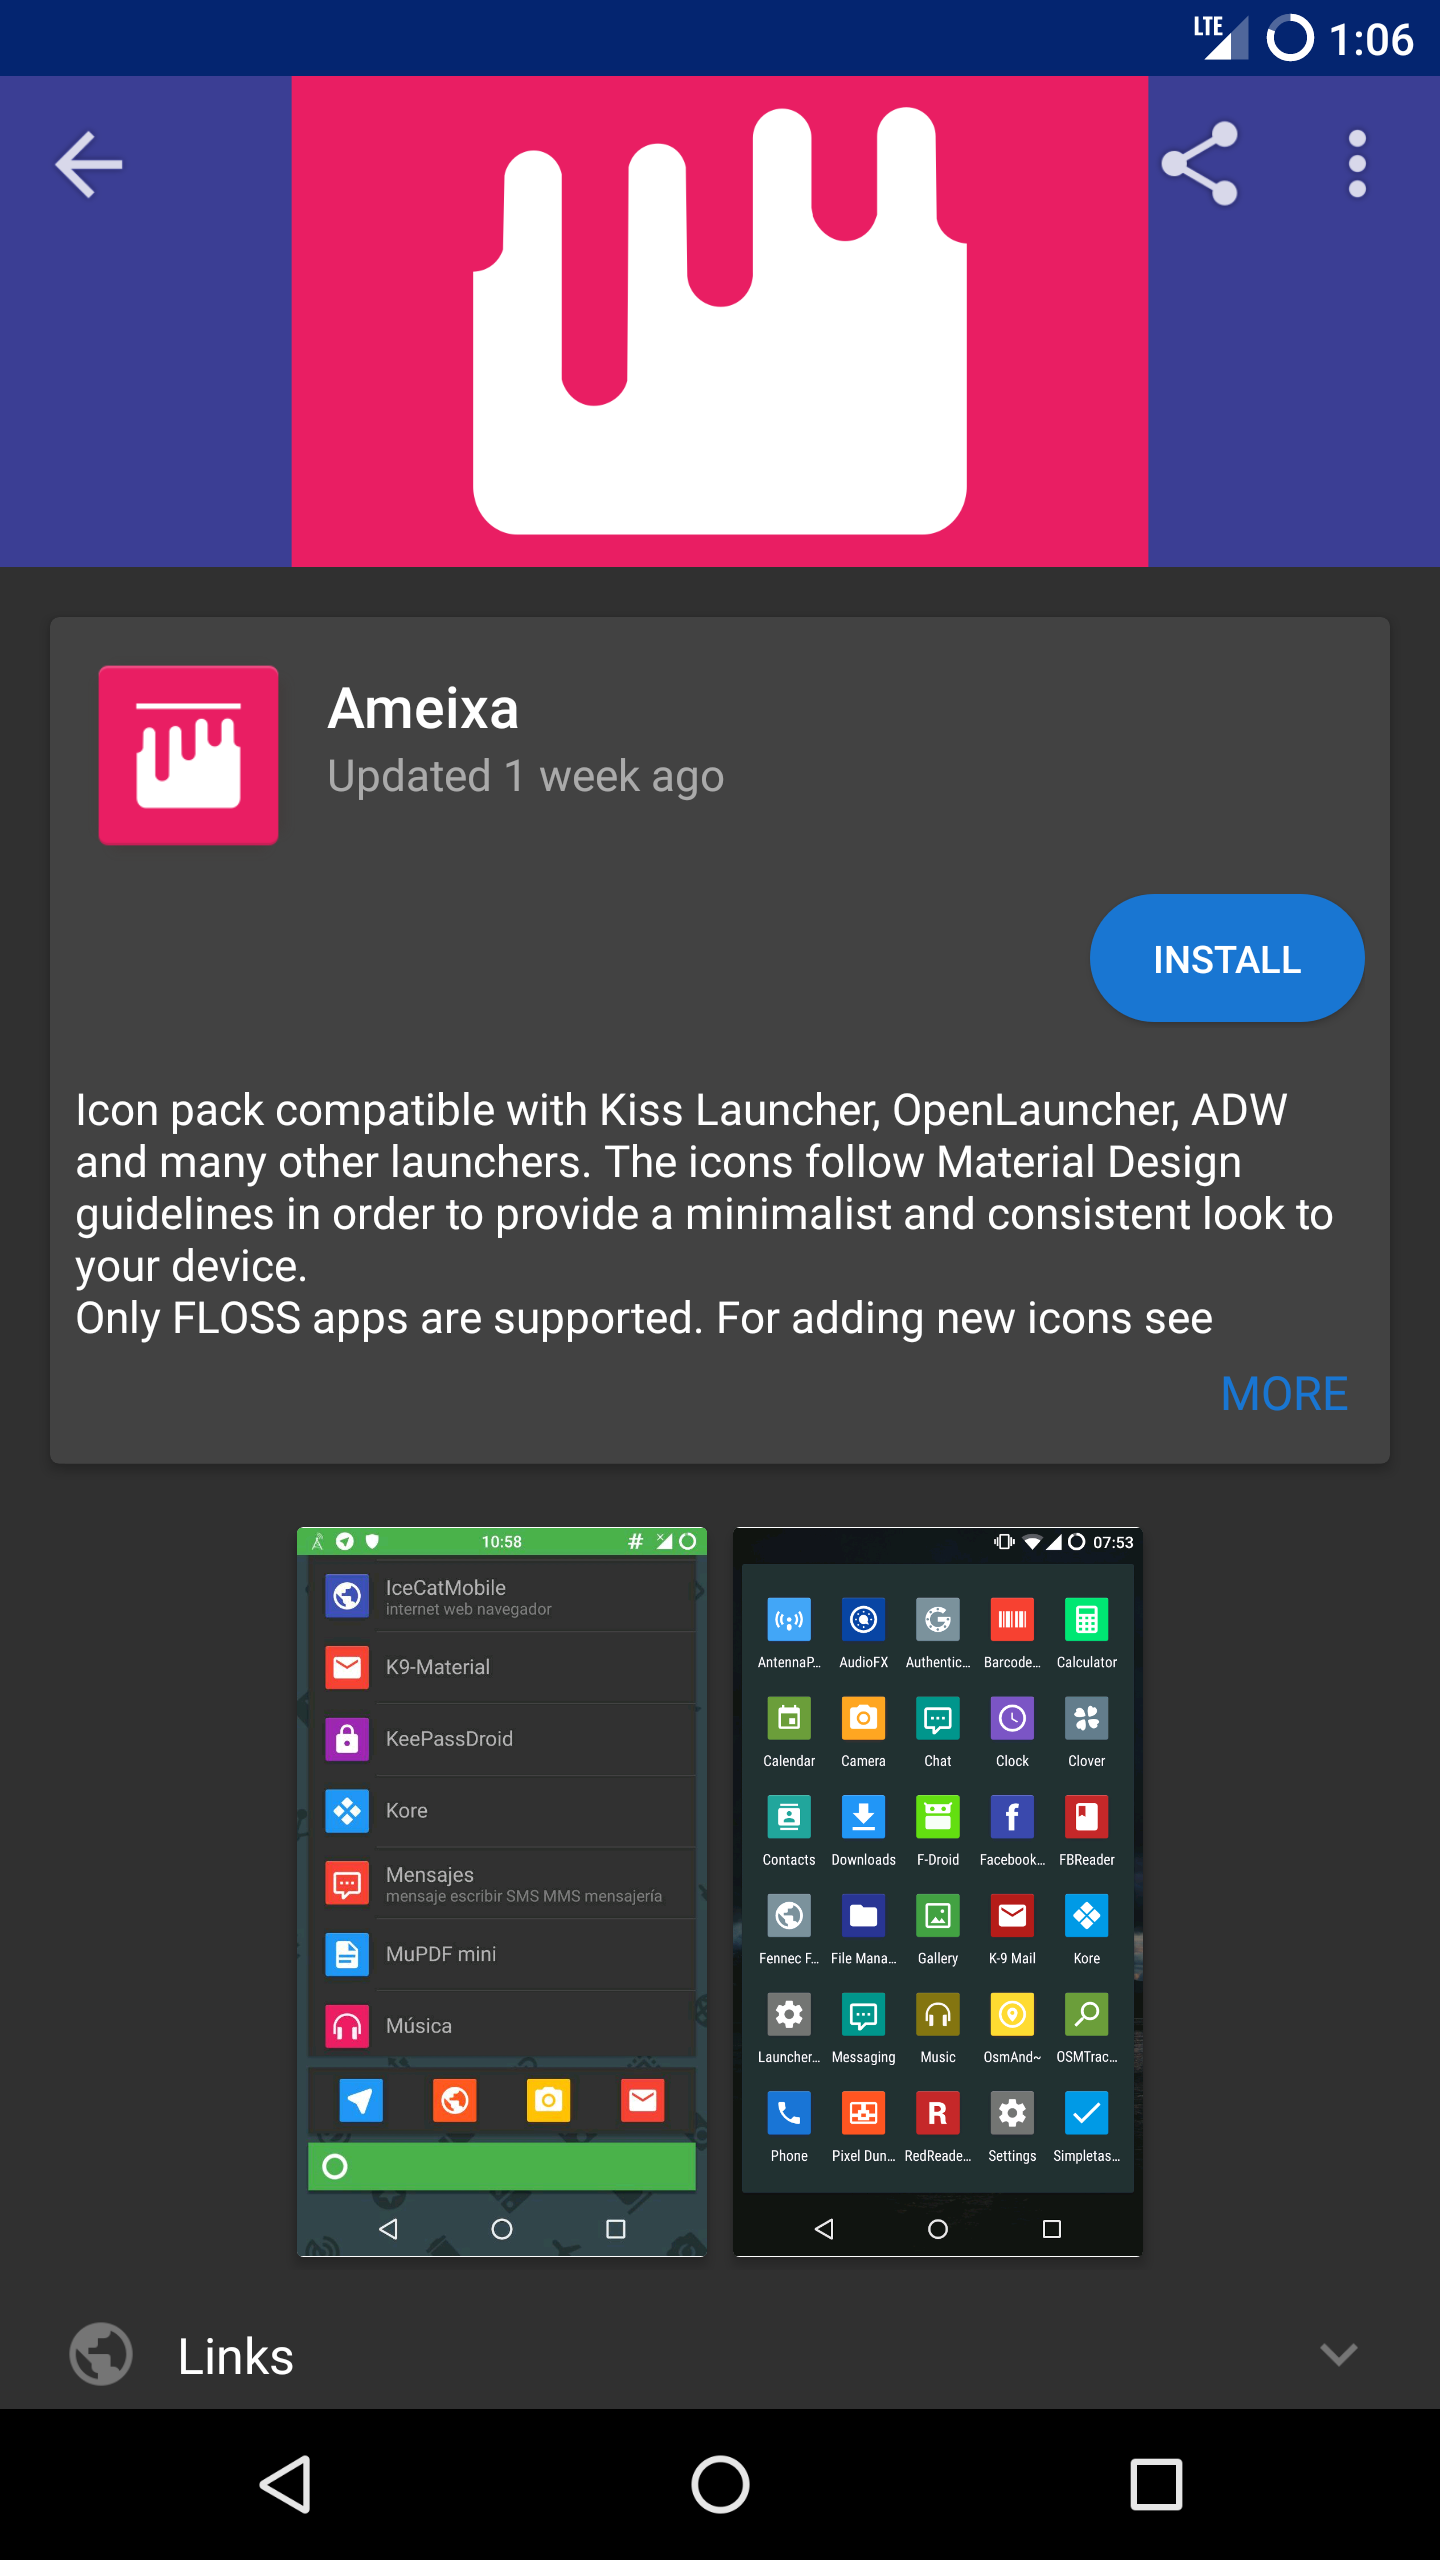 LTE 1:06
Ameixa
Updated 1 week ago
INSTALL
Icon pack compatible with Kiss Launcher, OpenLauncher, ADW
and many other launchers. The icons follow Material Design
guidelines in order to provide a minimalist and consistent look to
your device.
Only FLOSS apps are supported. For adding new icons see
MORE
10:58
IceCatMobile
internet web navegador
K9-Material
KeePassDroid
Kore
Mensajes
mensaje escribir SMS MMS mensajería
MuPDF mini
Música
07:53
AntennaP... AudioFX Authentic... Barcode... Calculator
Calendar Camera Chat Clock Clover
Contacts Downloads F-Droid Facebook... FBReader
Fennec F... File Mana... Gallery K-9 Mail Kore
Launcher... Messaging Music OsmAnd~ OSMTrac...
Phone Pixel Dun... RedReade... Settings Simpletas...
Links